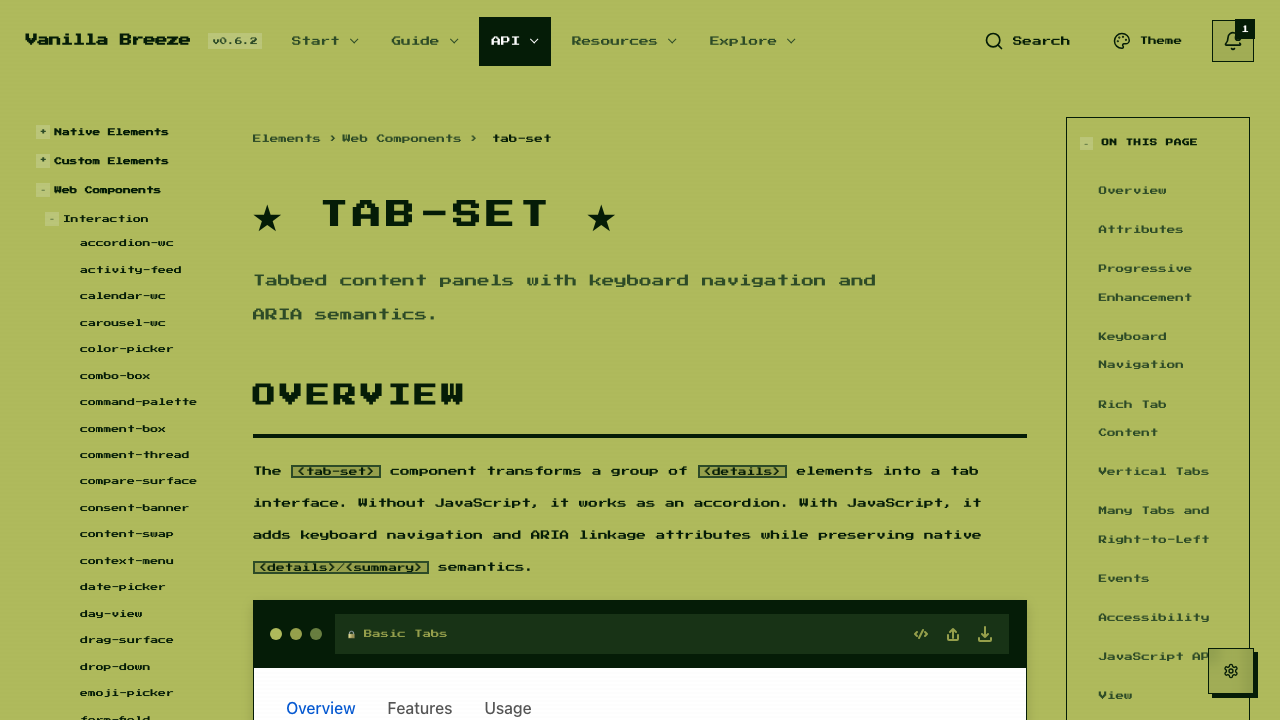 Vanilla Breeze v0.6.2 Start Guide API Resources Explore Search Theme 1
+ Native Elements
+ Custom Elements
- Web Components
- Interaction
accordion-wc
activity-feed
calendar-wc
carousel-wc
color-picker
combo-box
command-palette
comment-box
comment-thread
compare-surface
consent-banner
content-swap
context-menu
date-picker
day-view
drag-surface
drop-down
emoji-picker
form-field
Elements › Web Components › tab-set
★ TAB-SET ★
Tabbed content panels with keyboard navigation and
ARIA semantics.
OVERVIEW
The <tab-set> component transforms a group of <details> elements into a tab
interface. Without JavaScript, it works as an accordion. With JavaScript, it
adds keyboard navigation and ARIA linkage attributes while preserving native
<details>/<summary> semantics.
Basic Tabs
Overview Features Usage
- ON THIS PAGE
Overview
Attributes
Progressive
Enhancement
Keyboard
Navigation
Rich Tab
Content
Vertical Tabs
Many Tabs and
Right-to-Left
Events
Accessibility
JavaScript
View